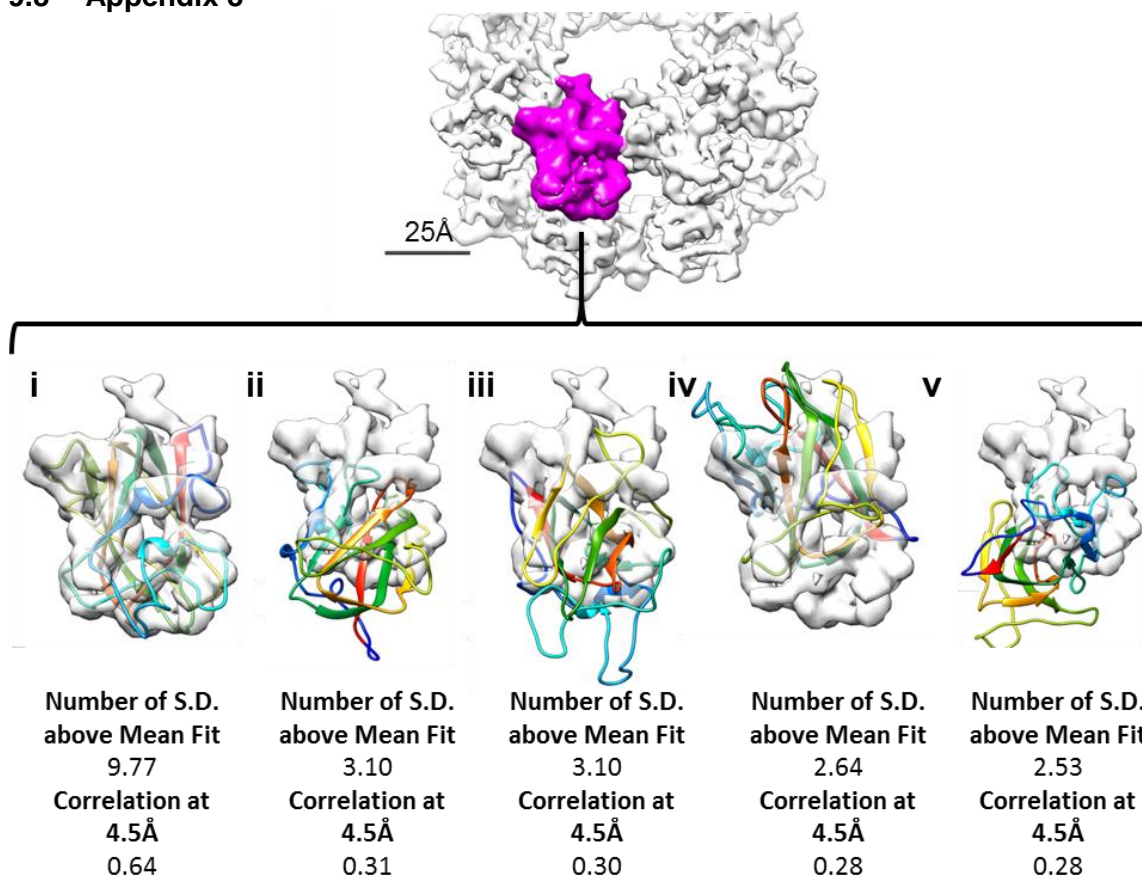 25Å
i ii iii iv v
Number of S.D. Number of S.D. Number of S.D. Number of S.D. Number of S.D.
above Mean Fit above Mean Fit above Mean Fit above Mean Fit above Mean Fit
9.77 3.10 3.10 2.64 2.53
Correlation at Correlation at Correlation at Correlation at Correlation at
4.5Å 4.5Å 4.5Å 4.5Å 4.5Å
0.64 0.31 0.30 0.28 0.28